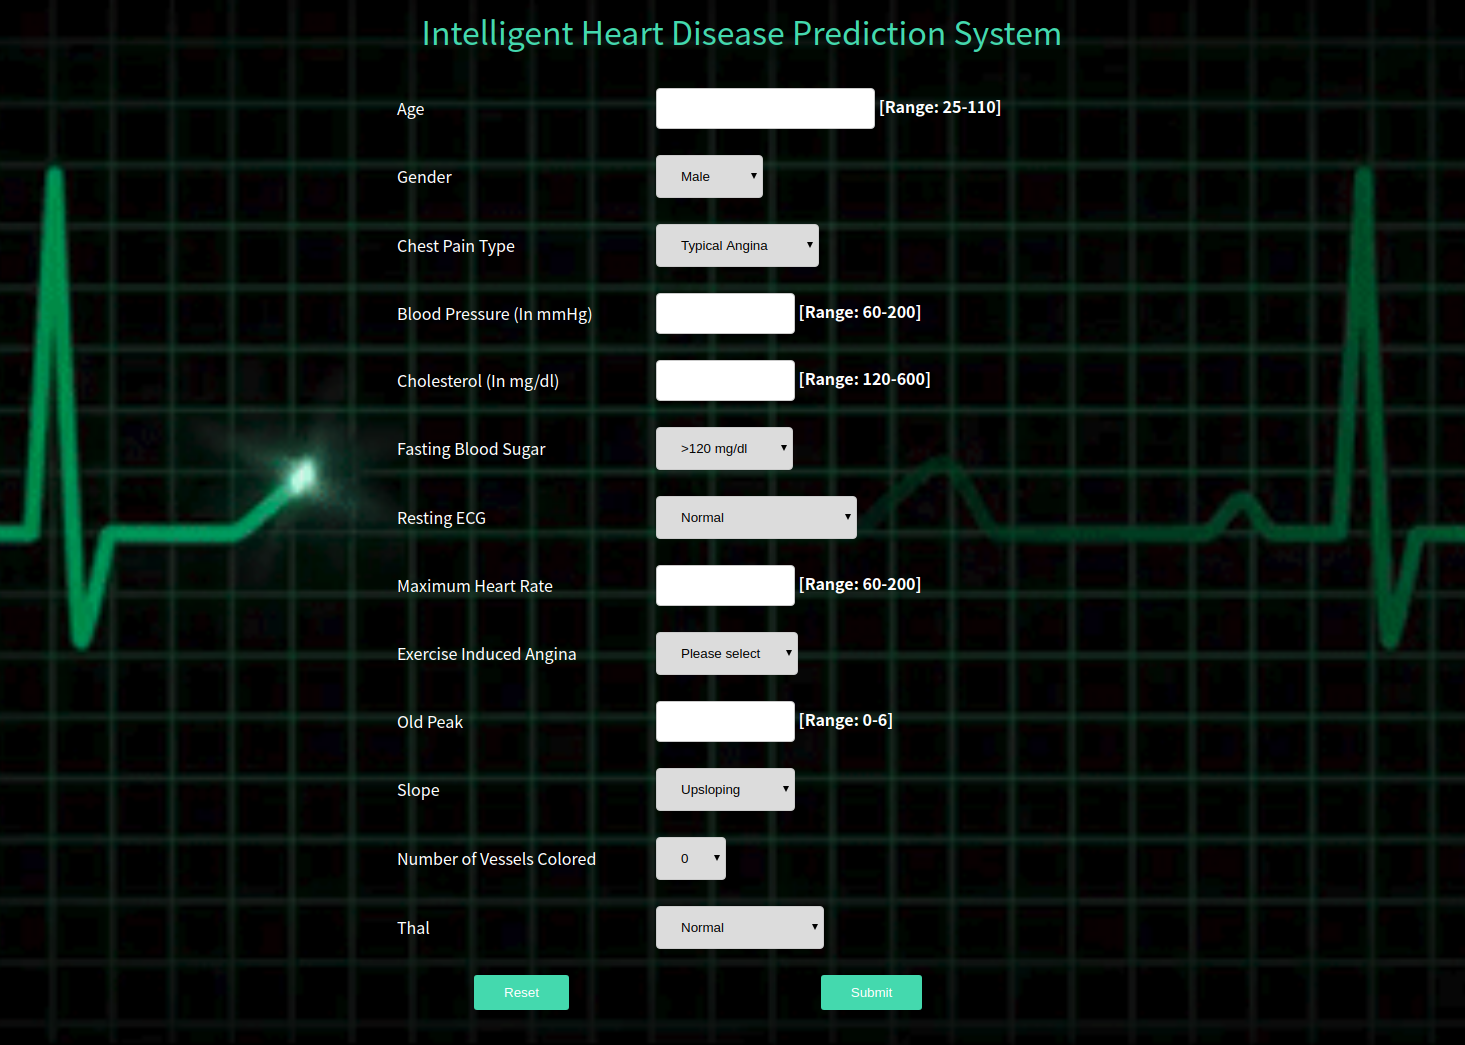 Intelligent Heart Disease Prediction System
Age [Range: 25-110]
Gender Male
Chest Pain Type Typical Angina
Blood Pressure (In mmHg) [Range: 60-200]
Cholesterol (In mg/dl) [Range: 120-600]
Fasting Blood Sugar >120 mg/dl
Resting ECG Normal
Maximum Heart Rate [Range: 60-200]
Exercise Induced Angina Please select
Old Peak [Range: 0-6]
Slope Upsloping
Number of Vessels Colored 0
Thal Normal
Reset Submit